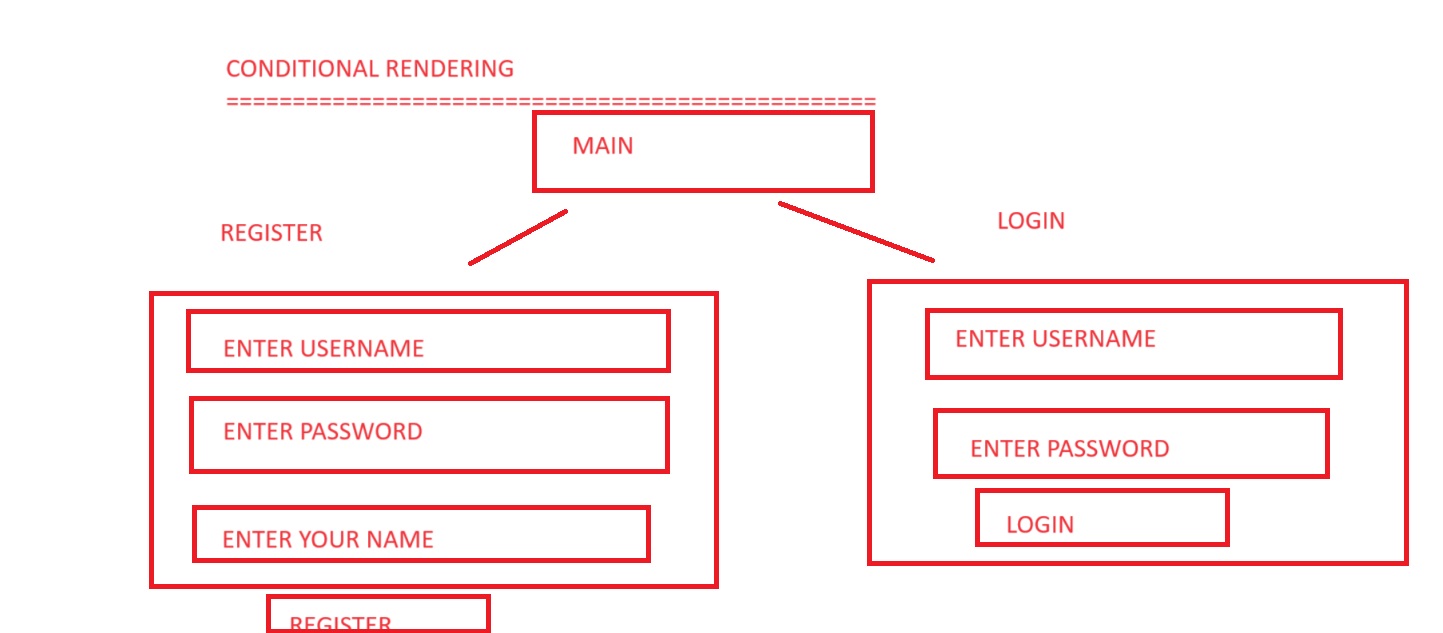 CONDITIONAL RENDERING
=================================================
MAIN
REGISTER
LOGIN
ENTER USERNAME
ENTER PASSWORD
ENTER YOUR NAME
REGISTER
ENTER USERNAME
ENTER PASSWORD
LOGIN